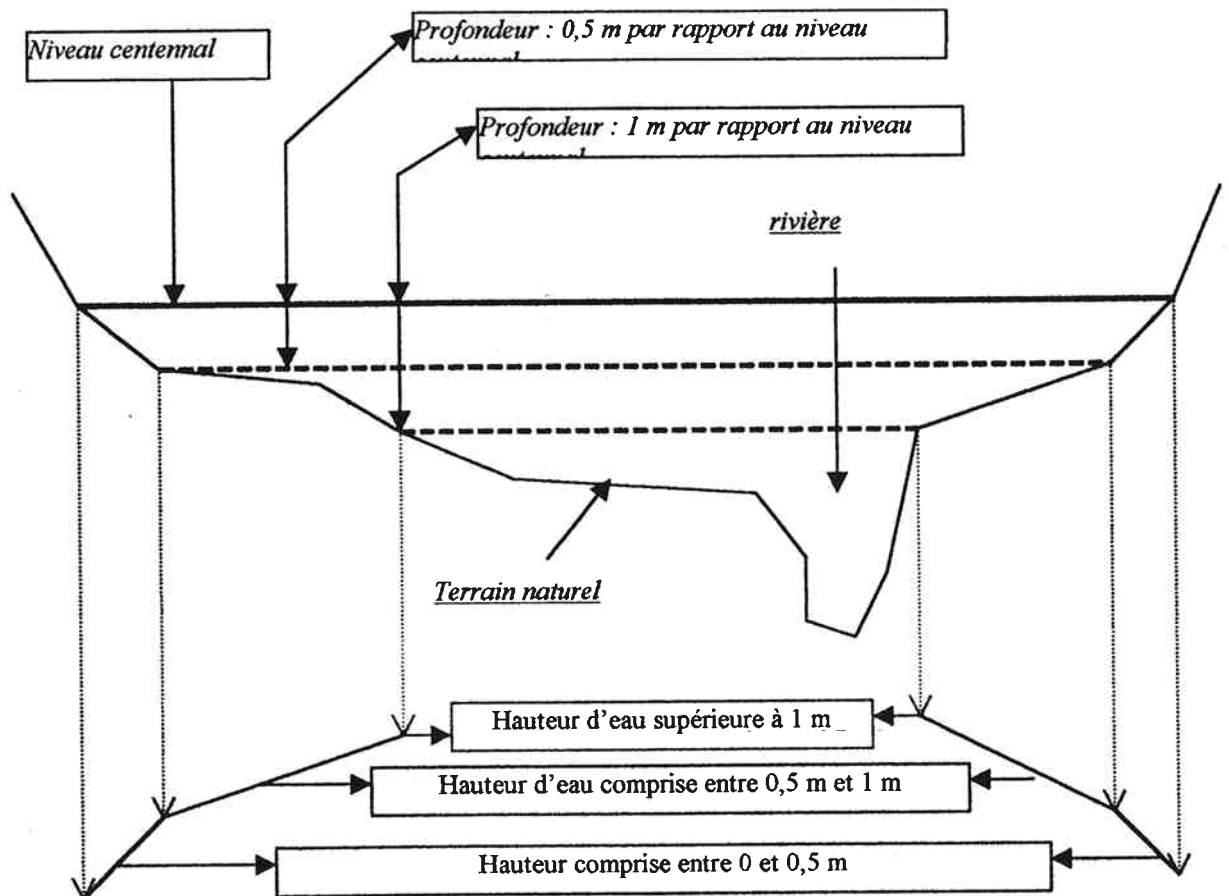 Niveau centennal
Profondeur : 0,5 m par rapport au niveau
Profondeur : 1 m par rapport au niveau
rivière
Terrain naturel
Hauteur d'eau supérieure à 1 m
Hauteur d'eau comprise entre 0,5 m et 1 m
Hauteur comprise entre 0 et 0,5 m